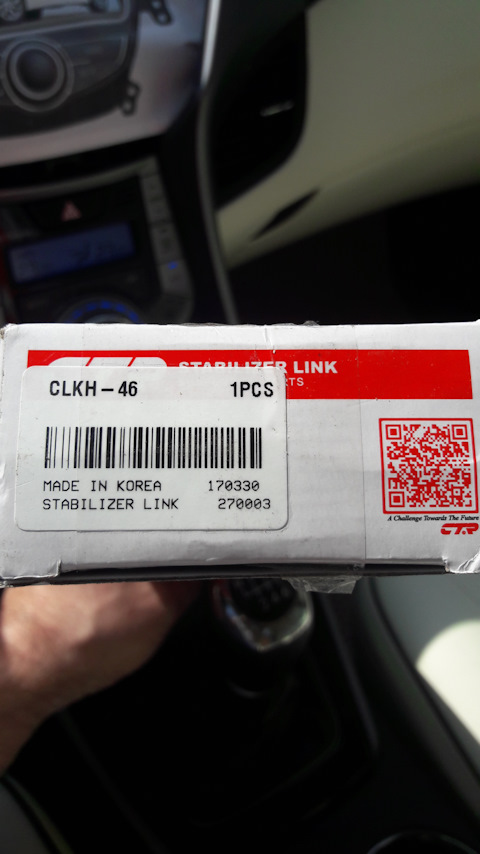 STABILIZER LINK
CLKH-46 1PCS
MADE IN KOREA 170330
STABILIZER LINK 270003
A Challenge Towards The Future
CTR